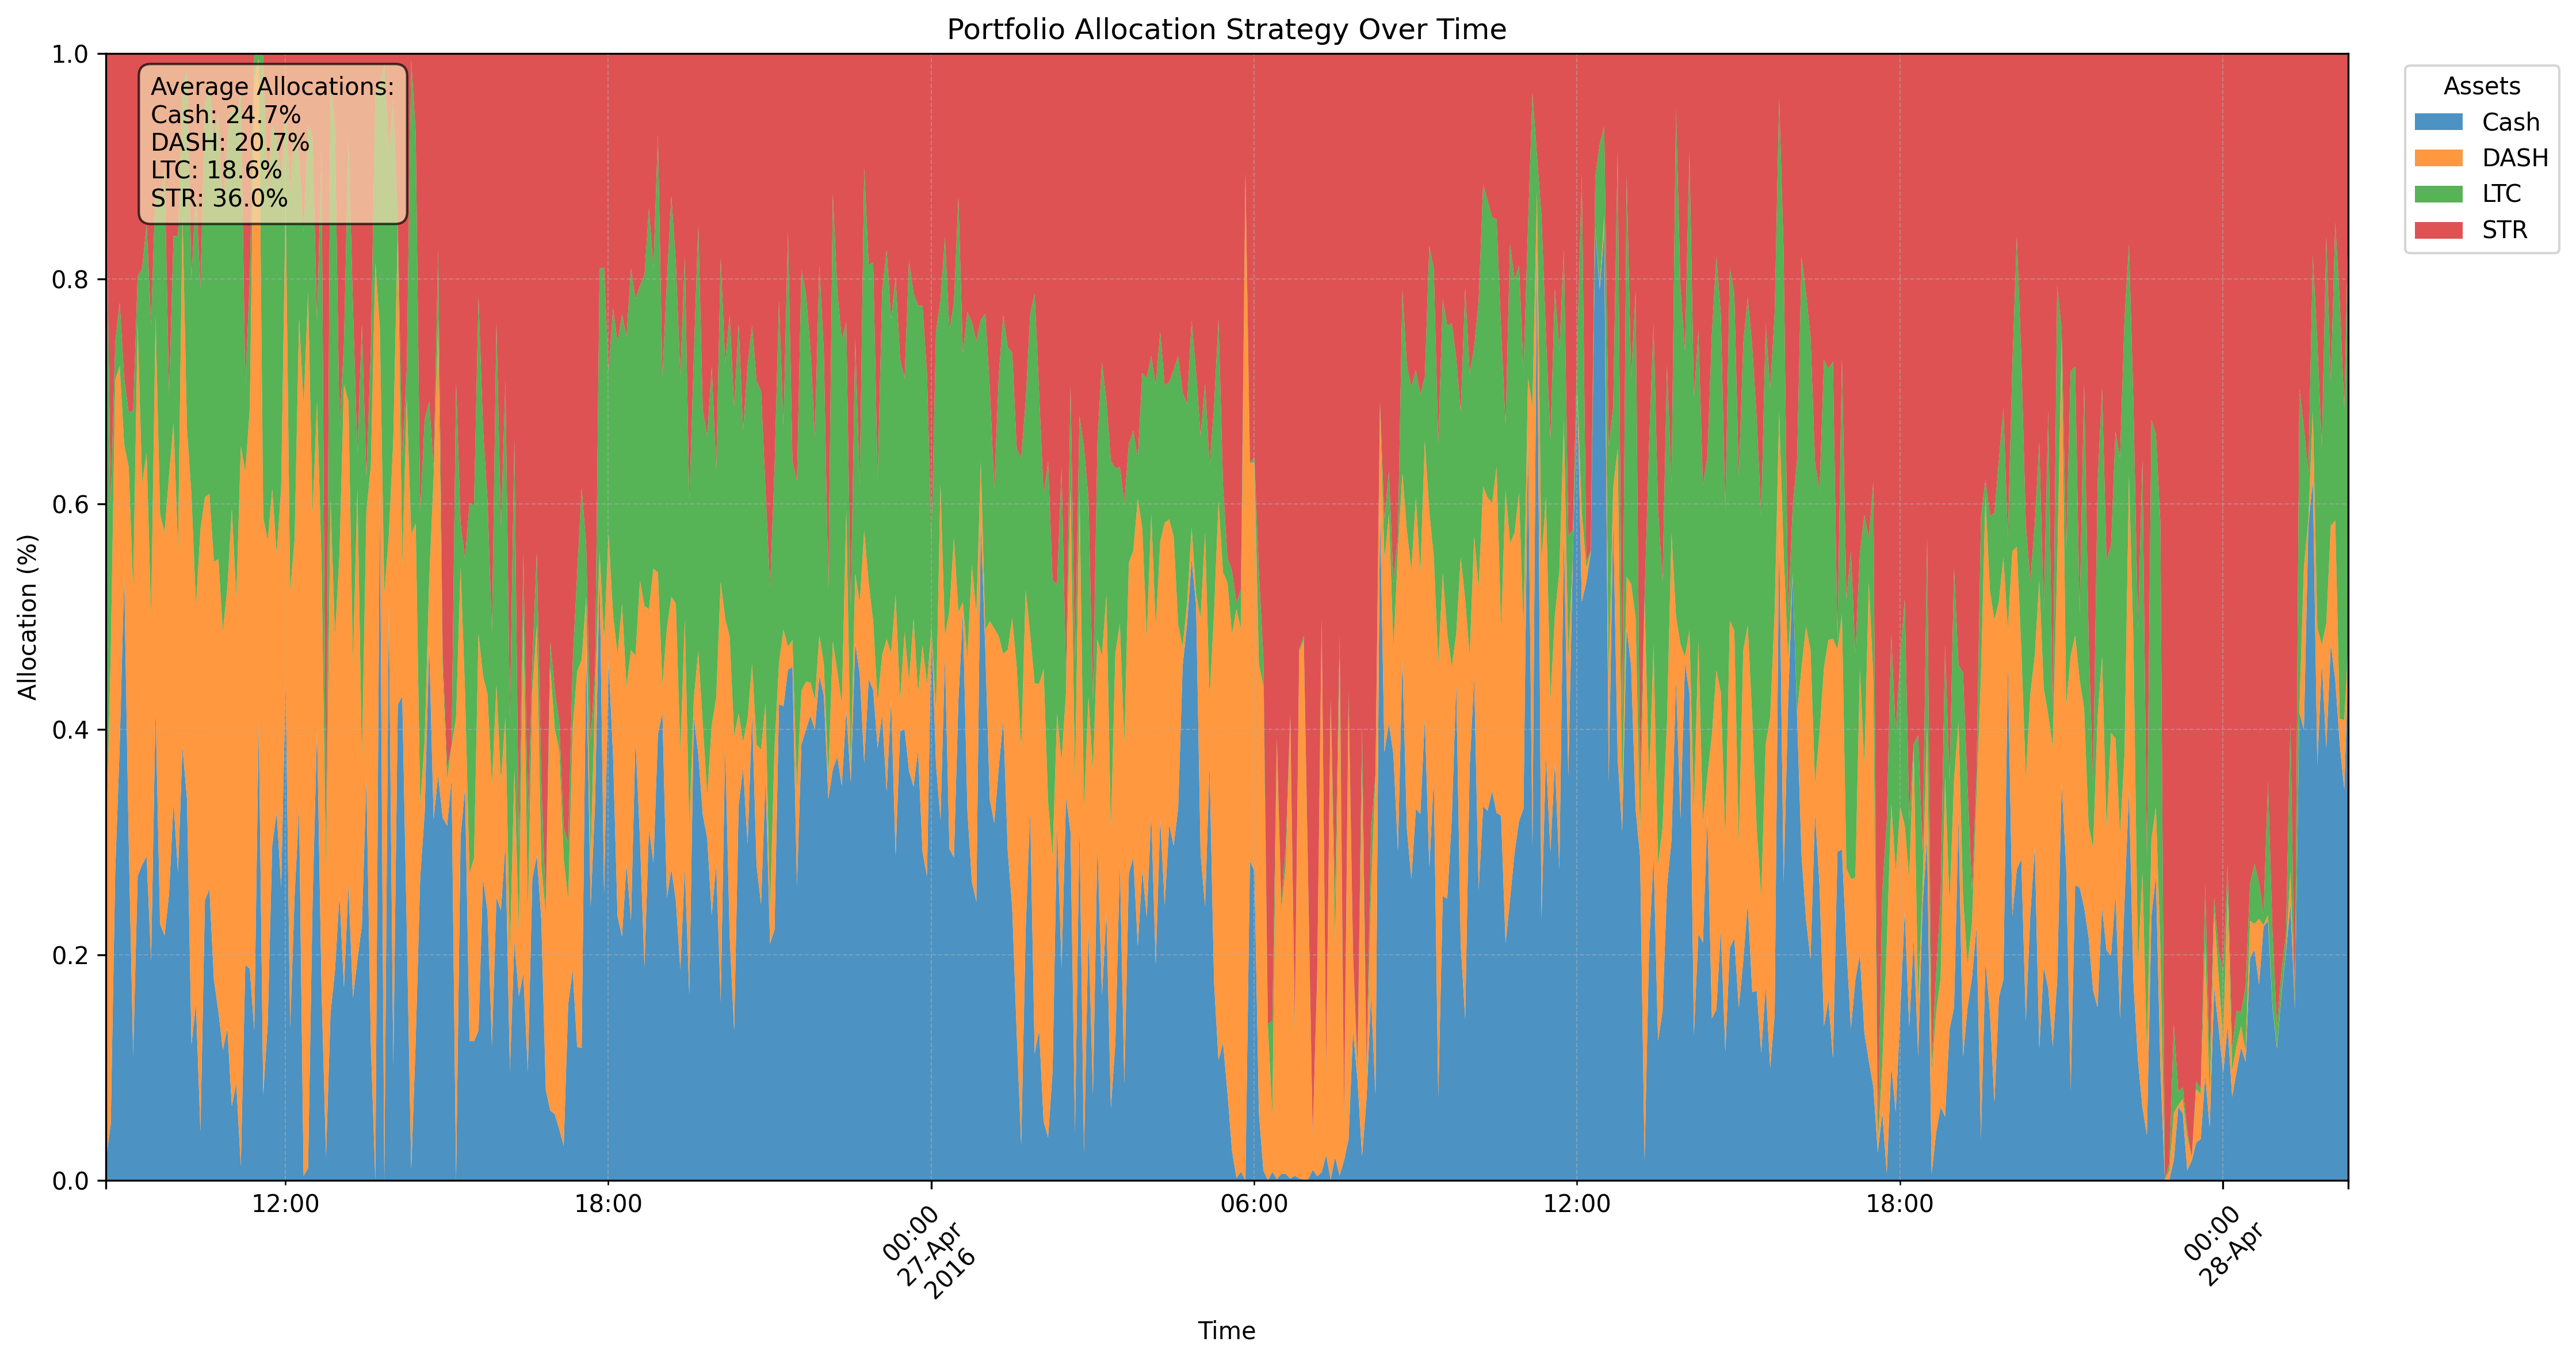 Portfolio Allocation Strategy Over Time
Allocation (%)
1.0
0.8
0.6
0.4
0.2
0.0
Average Allocations:
Cash: 24.7%
DASH: 20.7%
LTC: 18.6%
STR: 36.0%
Assets
Cash
DASH
LTC
STR
12:00
18:00
00:00
27-Apr
2016
06:00
12:00
18:00
00:00
28-Apr
Time